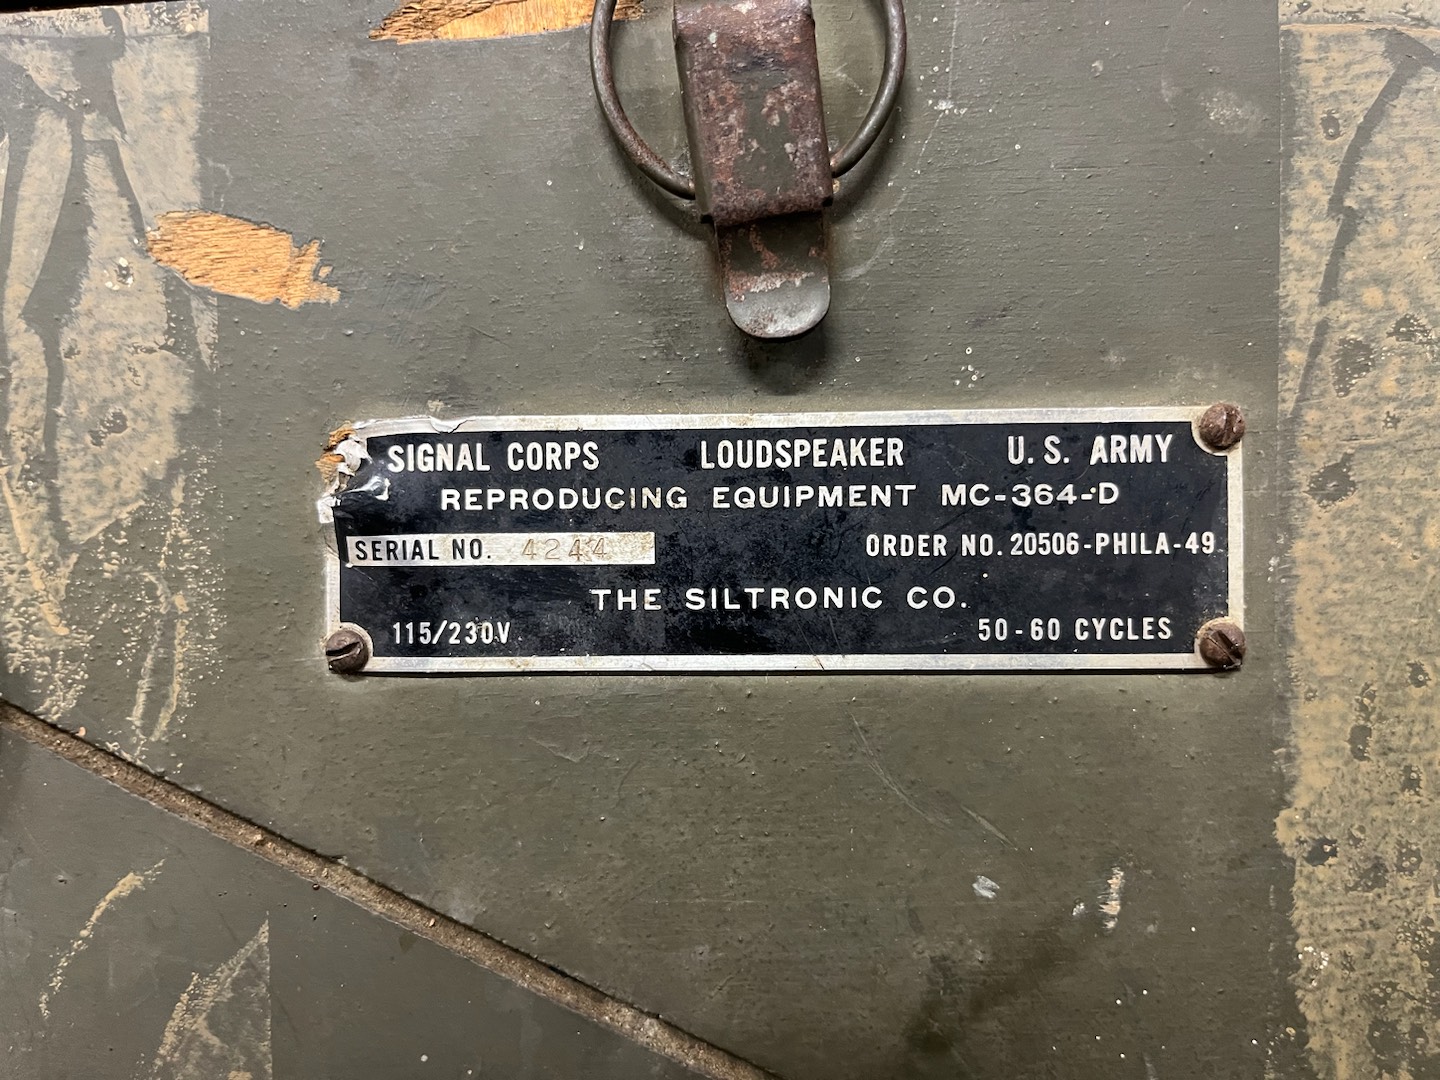 SIGNAL CORPS LOUDSPEAKER U. S. ARMY
REPRODUCING EQUIPMENT MC-364-D
SERIAL NO. 4244 ORDER NO. 20506-PHILA-49
THE SILTRONIC CO.
115/230V 50-60 CYCLES